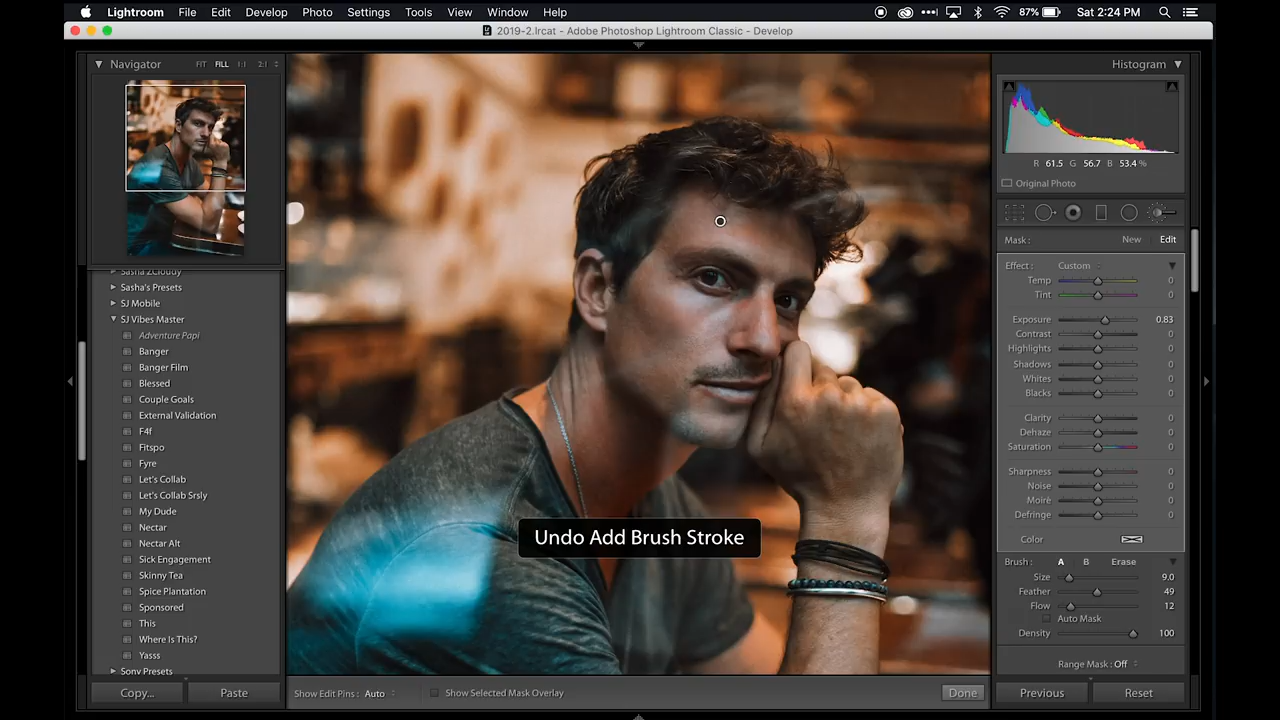 Lightroom File Edit Develop Photo Settings Tools View Window Help 87% Sat 2:24 PM
2019-2.lrcat - Adobe Photoshop Lightroom Classic - Develop
Navigator FIT FILL 1:1 2:1
Histogram
R 61.5 G 56.7 B 53.4 %
Original Photo
Mask : New Edit
Effect : Custom
Temp 0
Tint 0
Exposure 0.83
Contrast 0
Highlights 0
Shadows 0
Whites 0
Blacks 0
Clarity 0
Dehaze 0
Saturation 0
Sharpness 0
Noise 0
Moiré 0
Defringe 0
Color
Brush : A B Erase
Size 9.0
Feather 49
Flow 12
Auto Mask
Density 100
Range Mask : Off
Previous Reset
Sasha ZCloudy
Sasha's Presets
SJ Mobile
SJ Vibes Master
Adventure Papi
Banger
Banger Film
Blessed
Couple Goals
External Validation
F4f
Fitspo
Fyre
Let's Collab
Let's Collab Srsly
My Dude
Nectar
Nectar Alt
Sick Engagement
Skinny Tea
Spice Plantation
Sponsored
This
Where Is This?
Yasss
Sony Presets
Copy... Paste
Undo Add Brush Stroke
Show Edit Pins : Auto Show Selected Mask Overlay Done